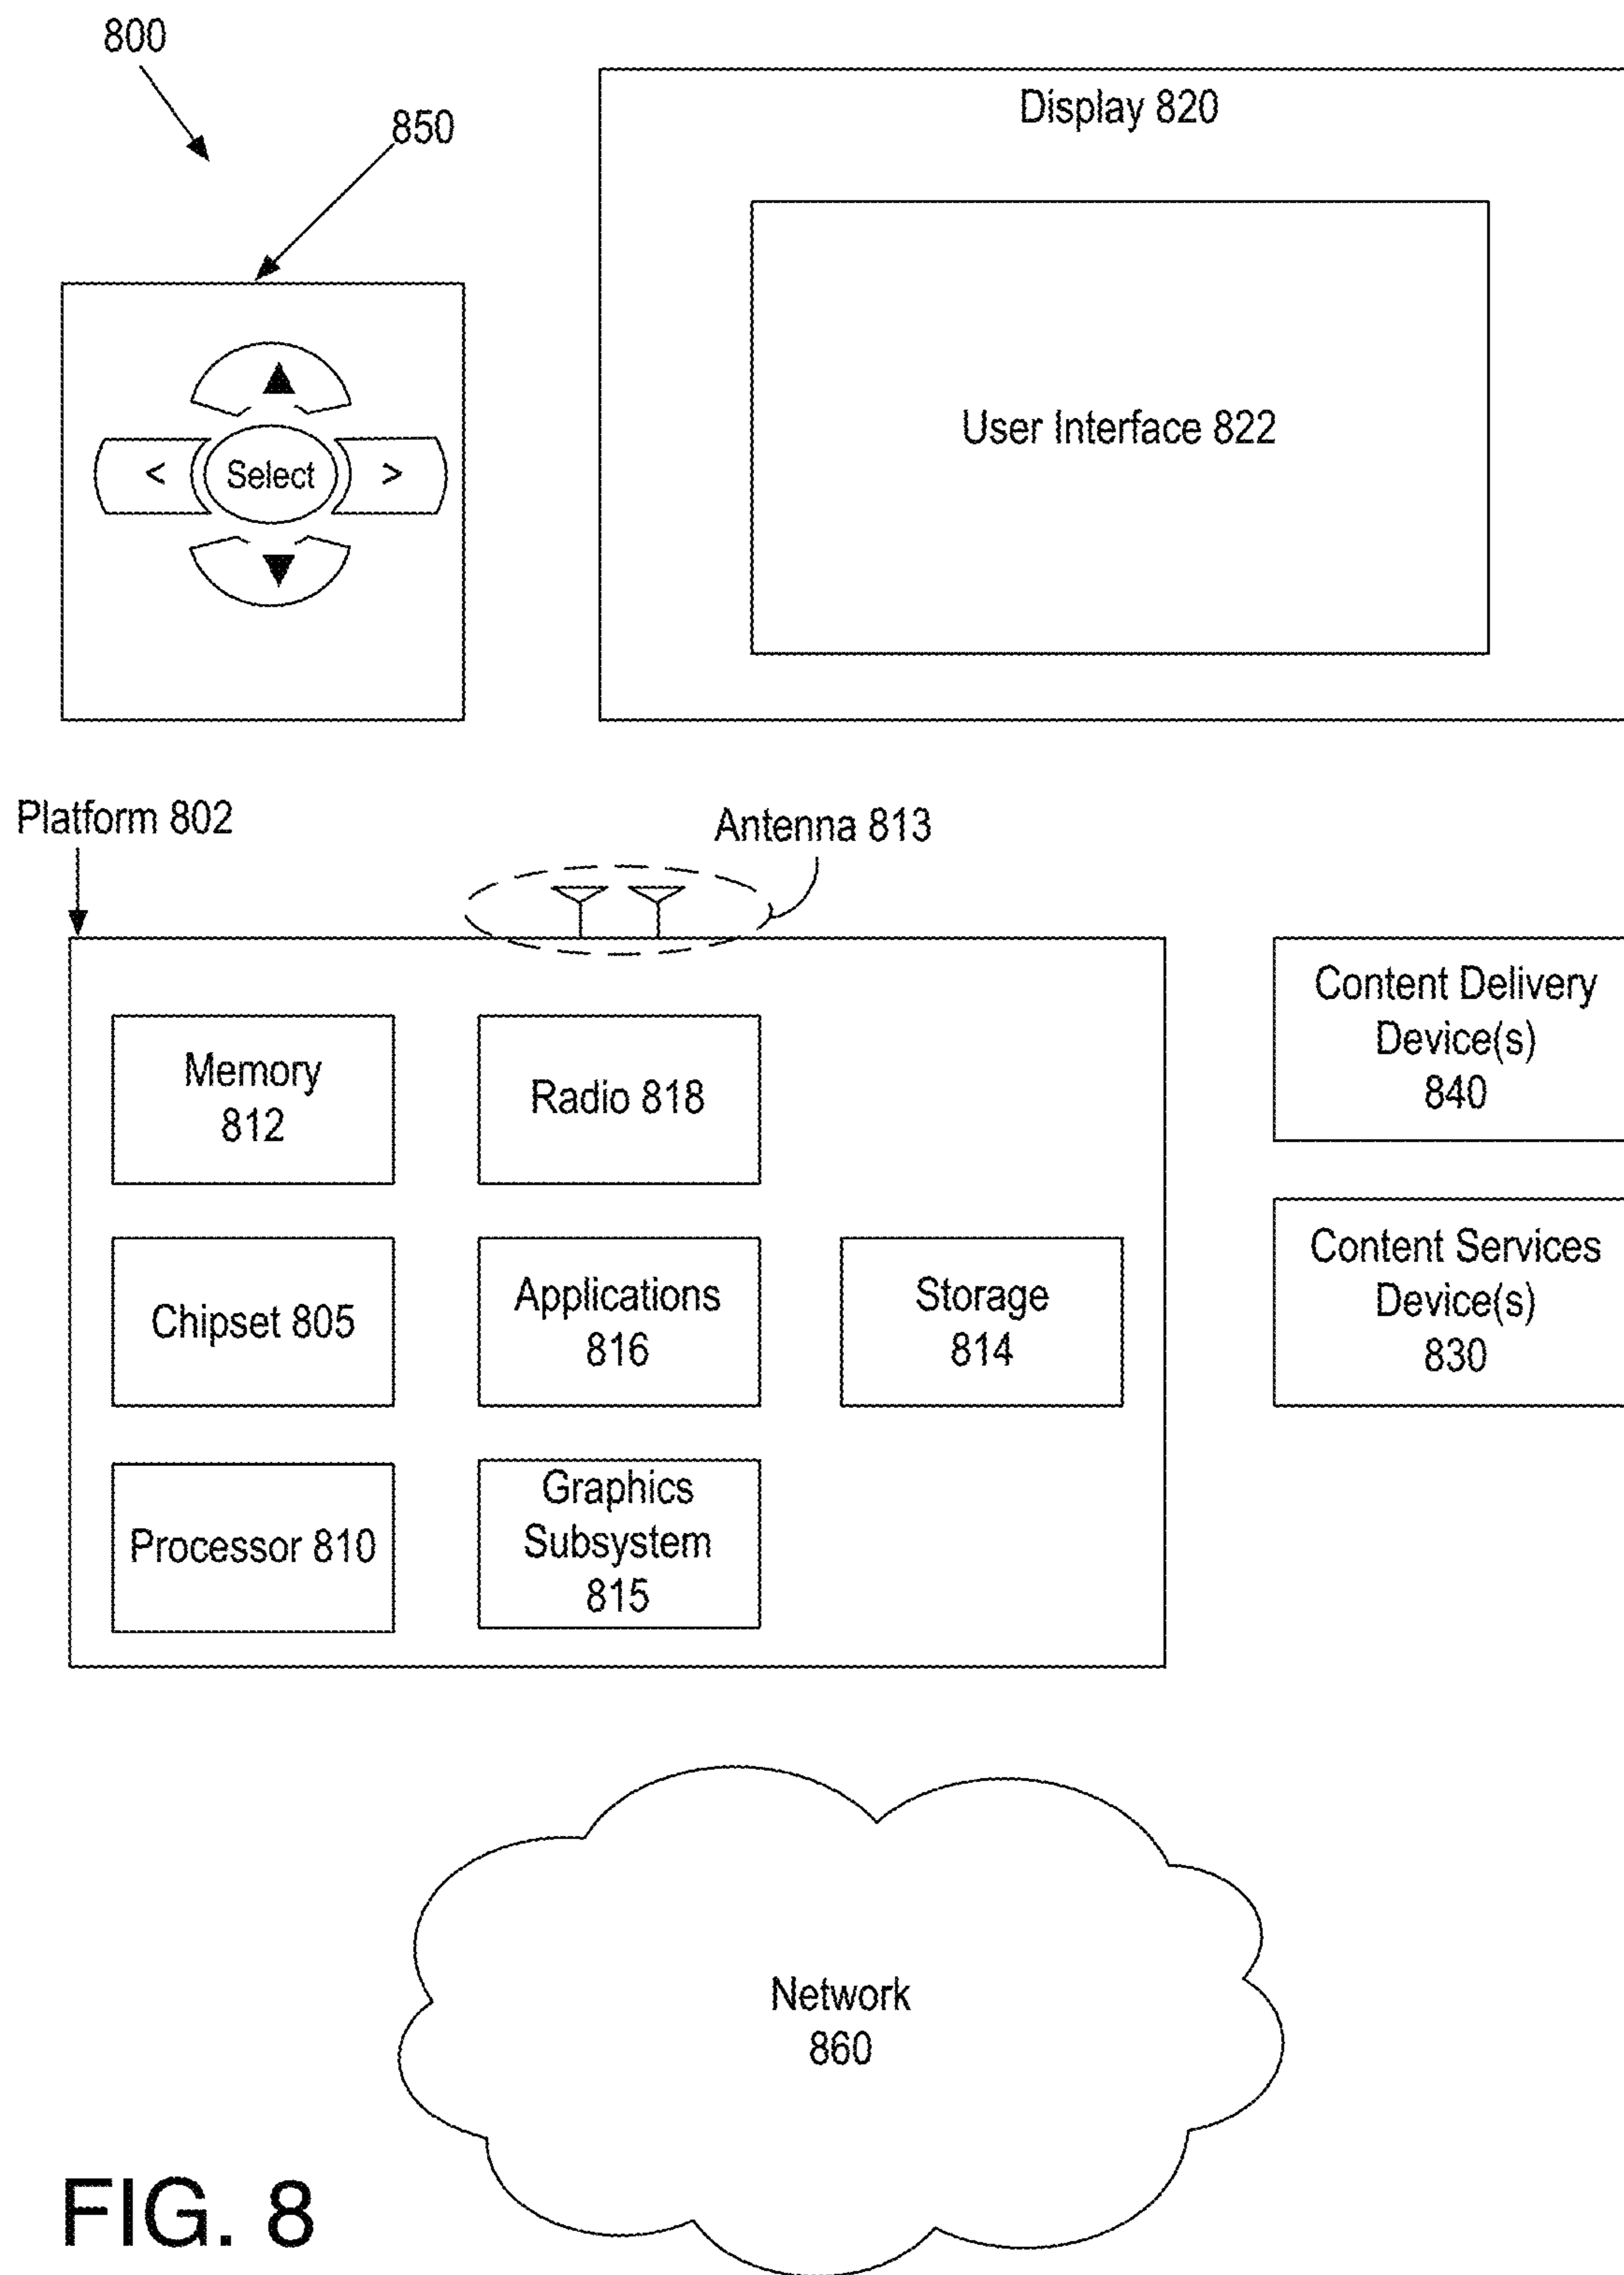 800
850
Display 820
User Interface 822
<
Select
>
Platform 802
Antenna 813
Memory
812
Radio 818
Content Delivery
Device(s)
840
Chipset 805
Applications
816
Storage
814
Content Services
Device(s)
830
Processor 810
Graphics
Subsystem
815
Network
860
FIG. 8